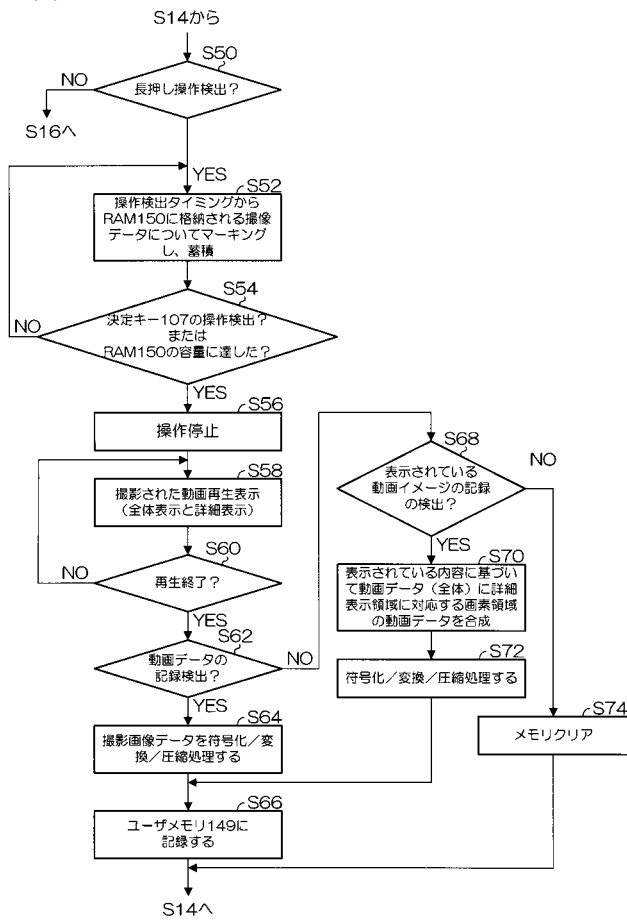 S14から
S50
長押し操作検出?
NO
S16へ
YES
S52
操作検出タイミングから
RAM150に格納される撮像
データについてマーキング
し、蓄積
S54
決定キー107の操作検出?
または
RAM150の容量に達した?
NO
YES
S56
操作停止
S58
撮影された動画再生表示
(全体表示と詳細表示)
S60
再生終了?
NO
YES
S62
動画データの
記録検出?
NO
YES
S64
撮影画像データを符号化/変
換/圧縮処理する
S66
ユーザメモリ149に
記録する
S14へ
S68
表示されている
動画イメージの記録
の検出?
NO
YES
S70
表示されている内容に基づい
て動画データ(全体)に詳細
表示領域に対応する画素領域
の動画データを合成
S72
符号化/変換/圧縮処理する
S74
メモリクリア